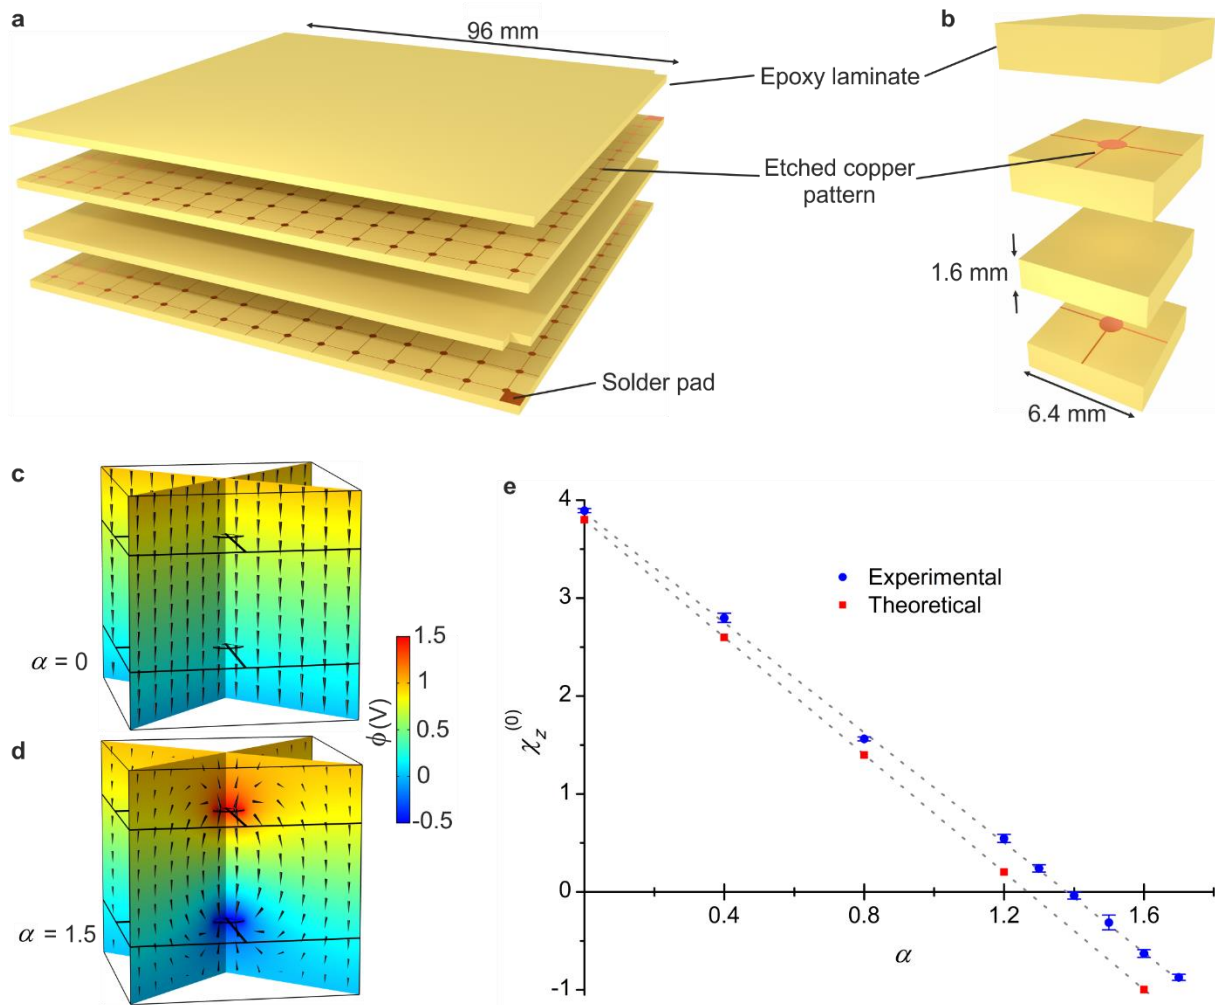 a
96 mm
b
Epoxy laminate
Etched copper
pattern
1.6 mm
Solder pad
6.4 mm
c
α = 0
d
α = 1.5
ϕ(V)
1.5
1
0.5
0
-0.5
e
4
3
2
1
0
-1
χz(0)
Experimental
Theoretical
0.4
0.8
1.2
1.6
α